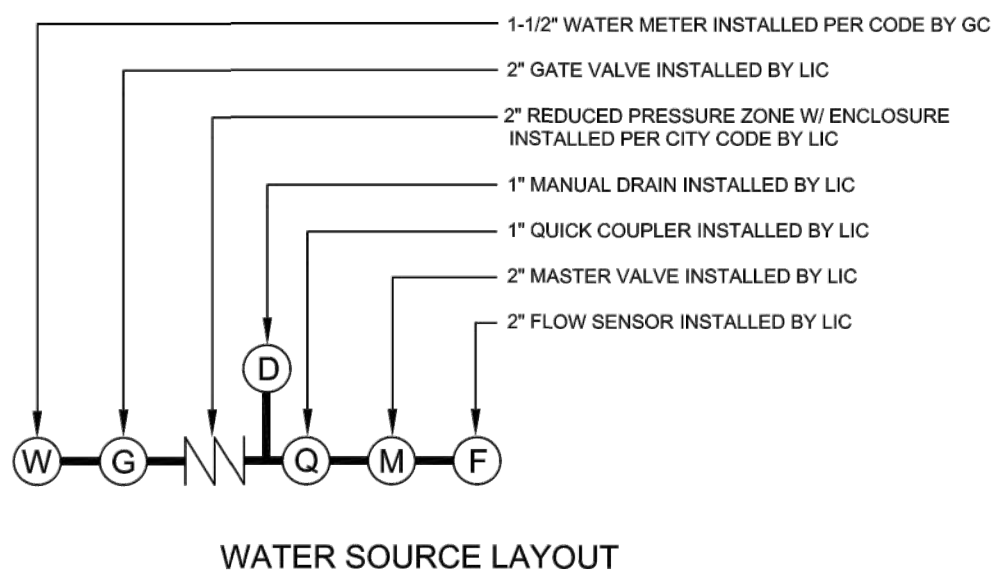 1-1/2" WATER METER INSTALLED PER CODE BY GC
2" GATE VALVE INSTALLED BY LIC
2" REDUCED PRESSURE ZONE W/ ENCLOSURE
INSTALLED PER CITY CODE BY LIC
1" MANUAL DRAIN INSTALLED BY LIC
1" QUICK COUPLER INSTALLED BY LIC
2" MASTER VALVE INSTALLED BY LIC
2" FLOW SENSOR INSTALLED BY LIC
D
W G Q M F
WATER SOURCE LAYOUT